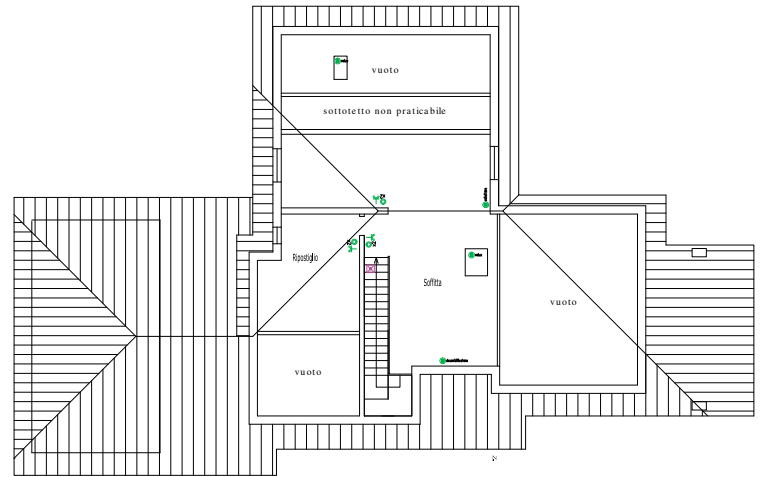 vuoto
sottotetto non praticabile
Ripostiglio
Soffitta
vuoto
vuoto